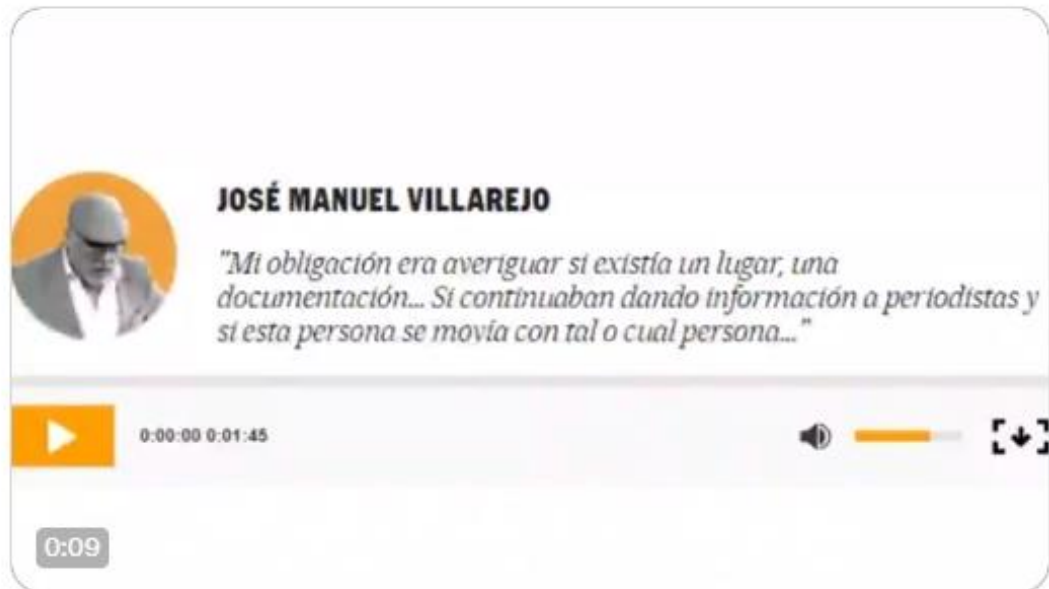 JOSÉ MANUEL VILLAREJO
"Mi obligación era averiguar si existía un lugar, una
documentación... Si continuaban dando información a periodistas y
si esta persona se movía con tal o cual persona..."
0:00:00 0:01:45
0:09